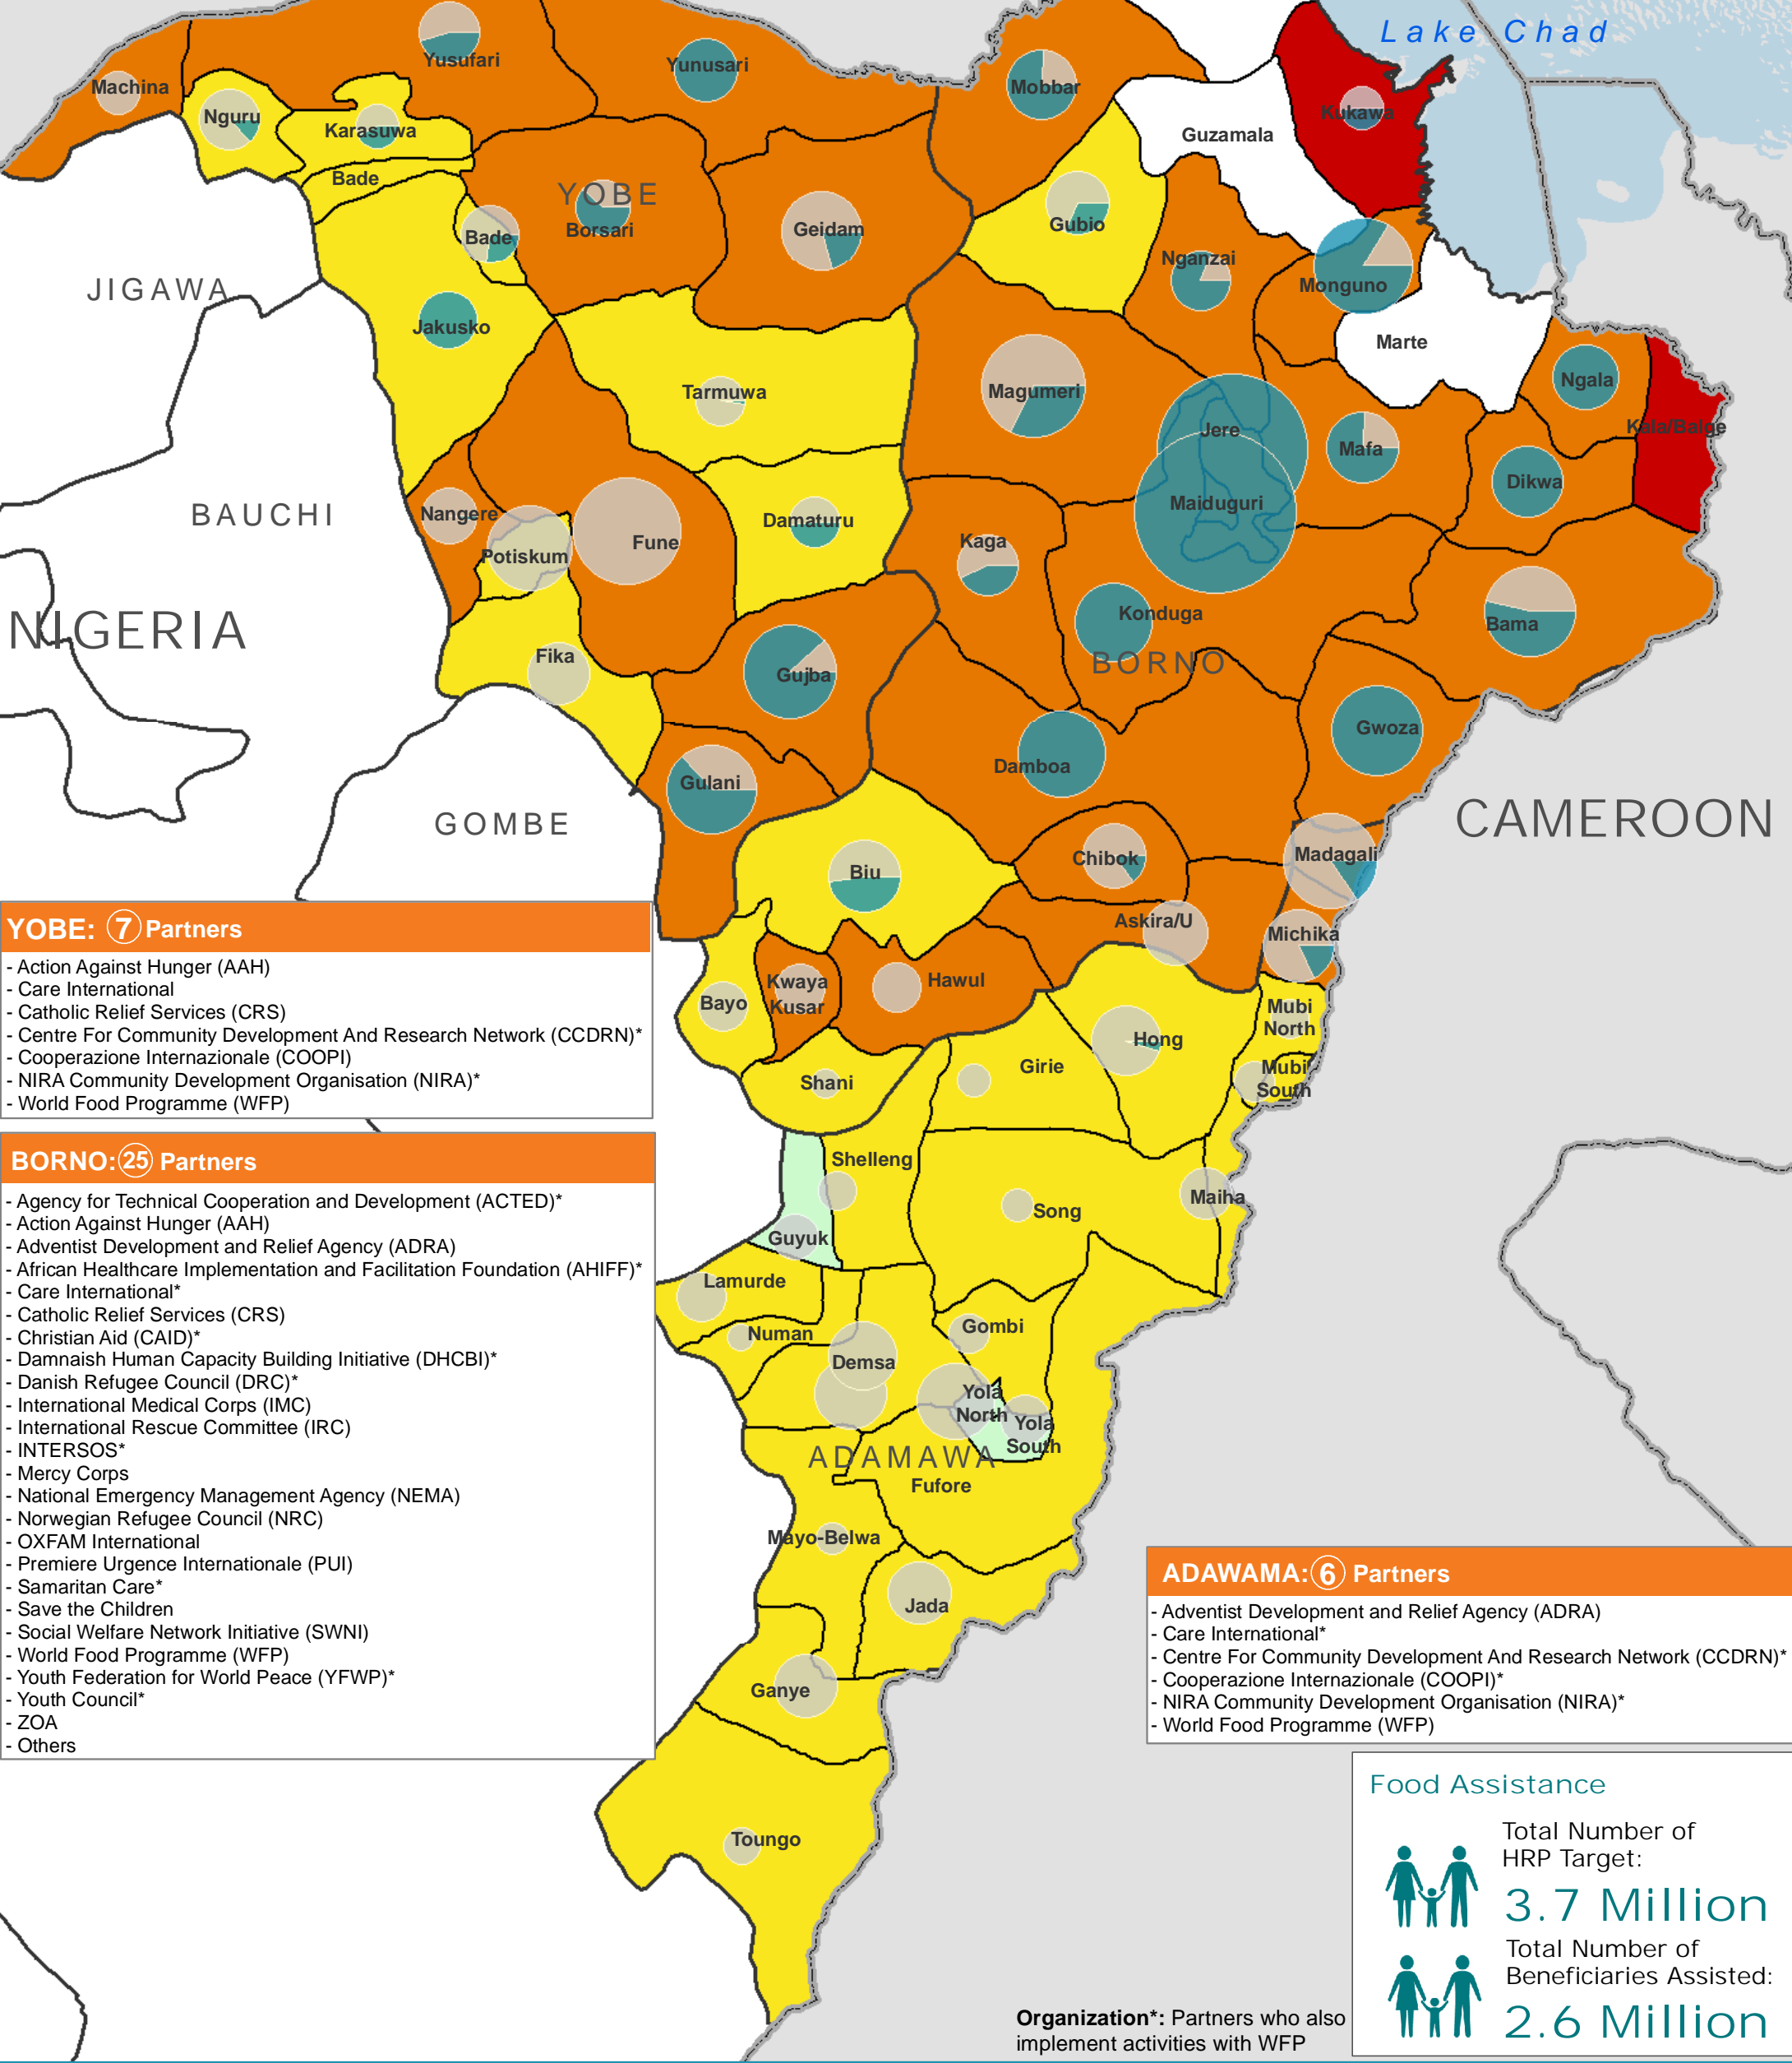 Lake Chad
Yusufari
Machina
Yunusari
Mobbar
Nguru
Karasuwa
Kukawa
Guzamala
Bade
YOBE
Borsari
Geidam
Bade
Gubio
Nganzai
JIGAWA
Monguno
Jakusko
Marte
Tarmuwa
Magumeri
Ngala
Jere
Kala/Balge
Mafa
Dikwa
Maiduguri
BAUCHI
Nangere
Damaturu
Potiskum
Fune
Kaga
Konduga
Bama
NIGERIA
Fika
BORNO
Gujba
Gwoza
Damboa
Gulani
GOMBE
CAMEROON
Biu
Chibok
Madagali
Askira/U
Michika
Kwaya
Kusar
Hawul
Bayo
Mubi
North
Hong
Girie
Mubi
South
Shani
Shelleng
Maiha
Song
Guyuk
Lamurde
Numan
Gombi
Demsa
Yola
North
Yola
South
ADAMAWA
Fufore
Mayo-Belwa
Jada
Ganye
Toungo
YOBE: 7 Partners
- Action Against Hunger (AAH)
- Care International
- Catholic Relief Services (CRS)
- Centre For Community Development And Research Network (CCDRN)*
- Cooperazione Internazionale (COOPI)
- NIRA Community Development Organisation (NIRA)*
- World Food Programme (WFP)
BORNO: 25 Partners
- Agency for Technical Cooperation and Development (ACTED)*
- Action Against Hunger (AAH)
- Adventist Development and Relief Agency (ADRA)
- African Healthcare Implementation and Facilitation Foundation (AHIFF)*
- Care International*
- Catholic Relief Services (CRS)
- Christian Aid (CAID)*
- Damnaish Human Capacity Building Initiative (DHCBI)*
- Danish Refugee Council (DRC)*
- International Medical Corps (IMC)
- International Rescue Committee (IRC)
- INTERSOS*
- Mercy Corps
- National Emergency Management Agency (NEMA)
- Norwegian Refugee Council (NRC)
- OXFAM International
- Premiere Urgence Internationale (PUI)
- Samaritan Care*
- Save the Children
- Social Welfare Network Initiative (SWNI)
- World Food Programme (WFP)
- Youth Federation for World Peace (YFWP)*
- Youth Council*
- ZOA
- Others
ADAWAMA: 6 Partners
- Adventist Development and Relief Agency (ADRA)
- Care International*
- Centre For Community Development And Research Network (CCDRN)*
- Cooperazione Internazionale (COOPI)*
- NIRA Community Development Organisation (NIRA)*
- World Food Programme (WFP)
Food Assistance
Total Number of
HRP Target:
3.7 Million
Total Number of
Beneficiaries Assisted:
2.6 Million
Organization*: Partners who also
implement activities with WFP